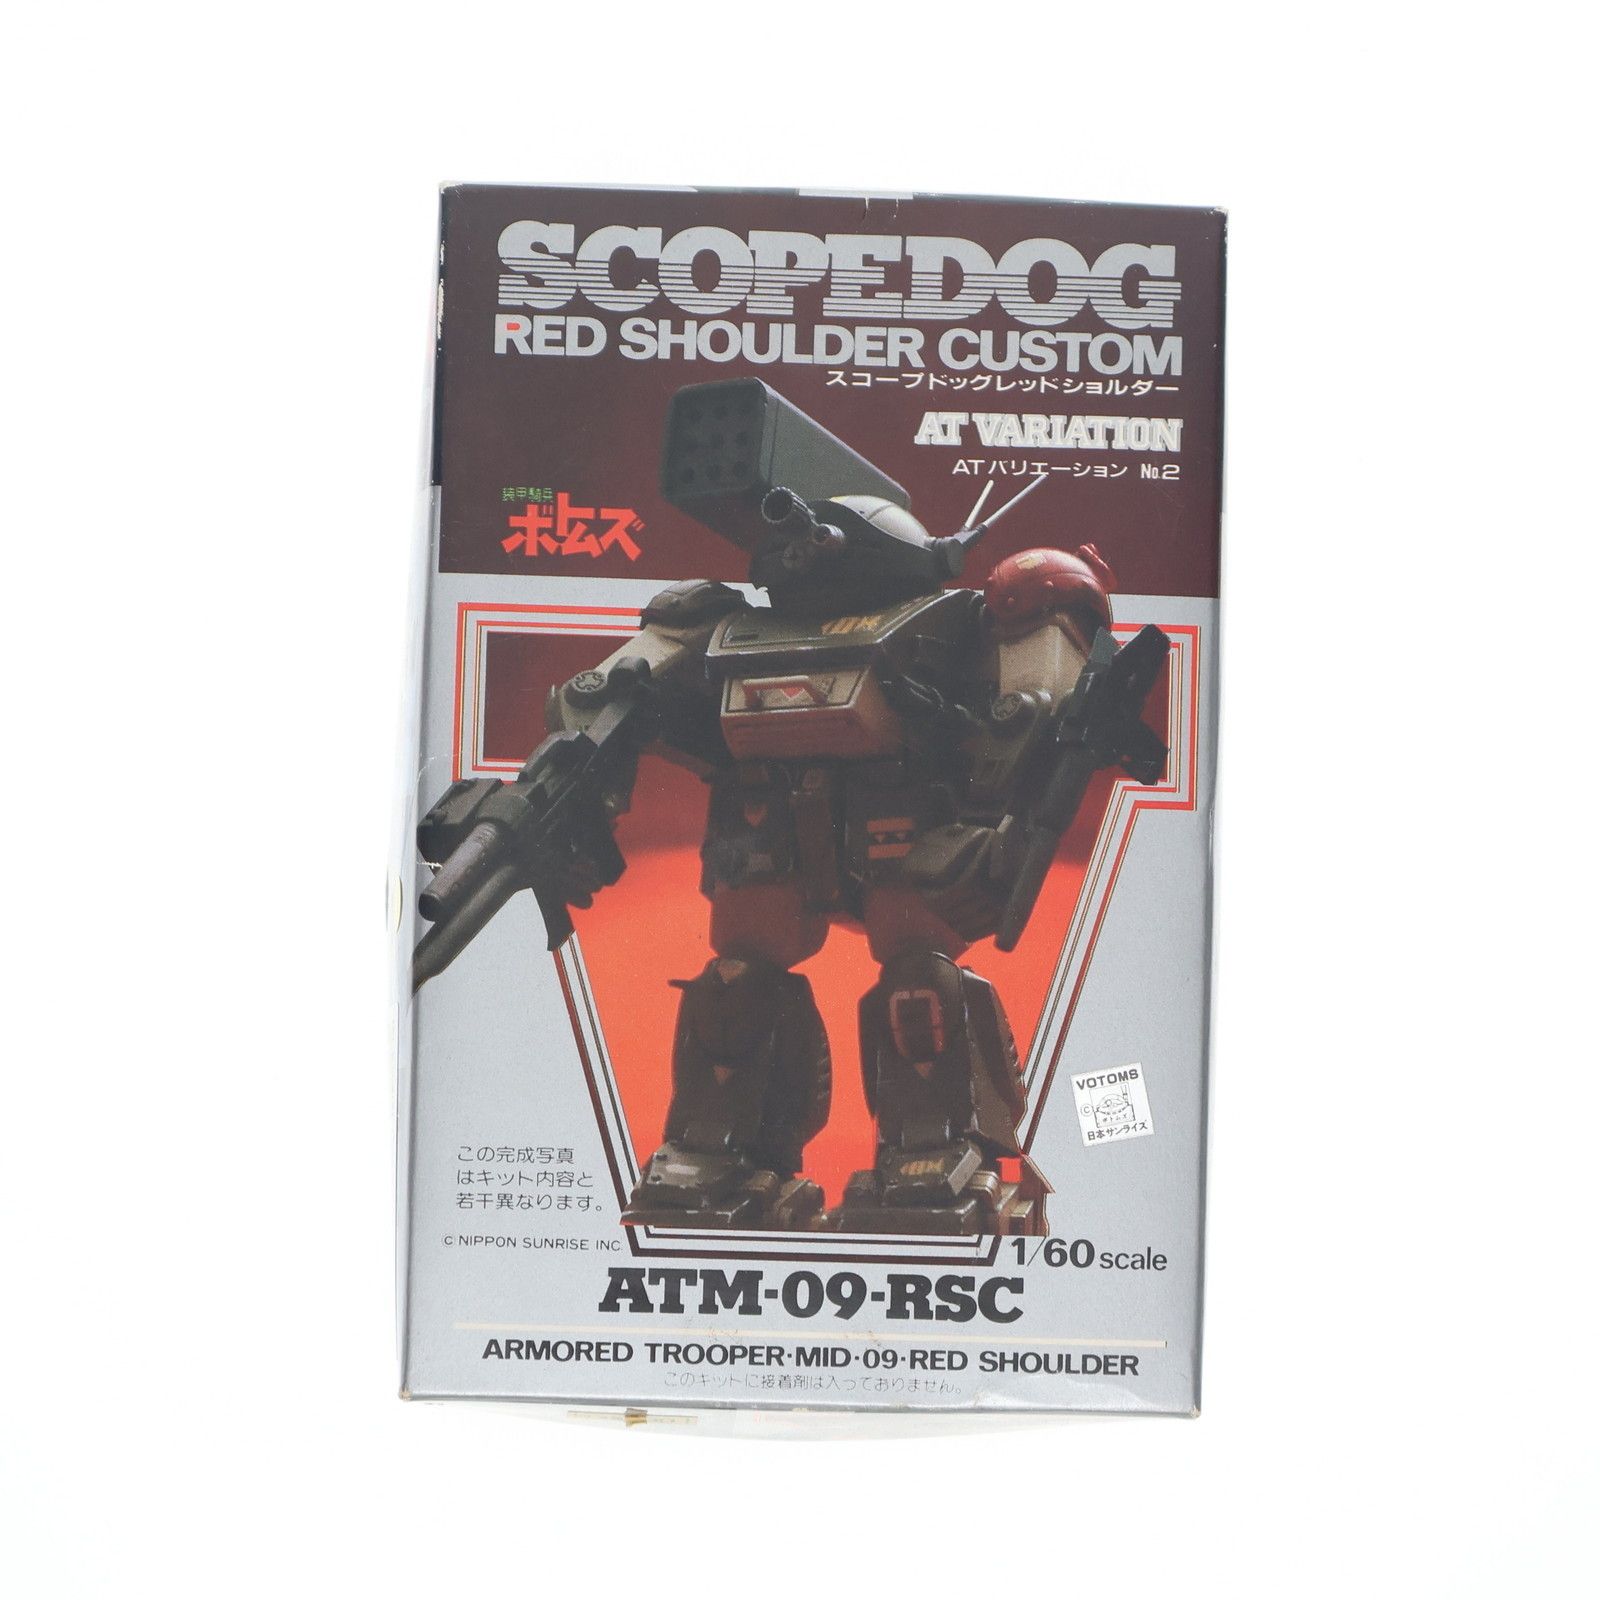 SCOPEDOG
RED SHOULDER CUSTOM
スコープドッグレッドショルダー
AT VARIATION
ATバリエーション No.2
装甲騎兵
ボトムズ
VOTOMS
©
ボトムズ
日本サンライズ
この完成写真
はキット内容と
若干異なります。
© NIPPON SUNRISE INC.
1/60 scale
ATM-09-RSC
ARMORED TROOPER·MID·09·RED SHOULDER
このキットに接着剤は入っておりません。